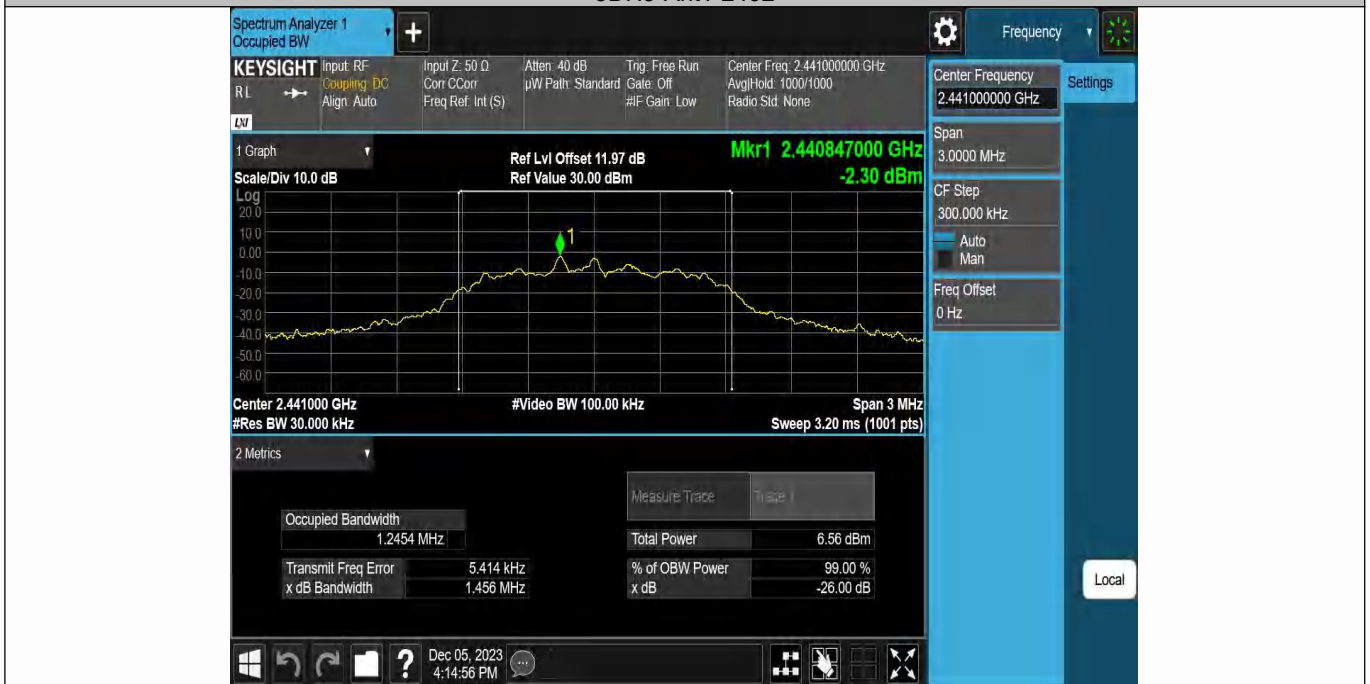 Spectrum Analyzer 1
Occupied BW
+
Frequency
KEYSIGHT
R L
LXI
Input: RF
Coupling: DC
Align: Auto
Input Z: 50 Ω
Corr CCorr
Freq Ref: Int (S)
Atten: 40 dB
µW Path: Standard
Trig: Free Run
Gate: Off
#IF Gain: Low
Center Freq: 2.441000000 GHz
Avg|Hold: 1000/1000
Radio Std: None
Center Frequency
2.441000000 GHz
Settings
Span
3.0000 MHz
CF Step
300.000 kHz
Auto
Man
Freq Offset
0 Hz
1 Graph
Scale/Div 10.0 dB
Ref Lvl Offset 11.97 dB
Ref Value 30.00 dBm
Mkr1 2.440847000 GHz
-2.30 dBm
Log
20.0
10.0
0.00
-10.0
-20.0
-30.0
-40.0
-50.0
-60.0
1
Center 2.441000 GHz
#Res BW 30.000 kHz
#Video BW 100.00 kHz
Span 3 MHz
Sweep 3.20 ms (1001 pts)
2 Metrics
Measure Trace
Trace 1
Occupied Bandwidth
1.2454 MHz
Total Power 6.56 dBm
Transmit Freq Error 5.414 kHz
% of OBW Power 99.00 %
x dB Bandwidth 1.456 MHz
x dB -26.00 dB
Local
?
Dec 05, 2023
4:14:56 PM